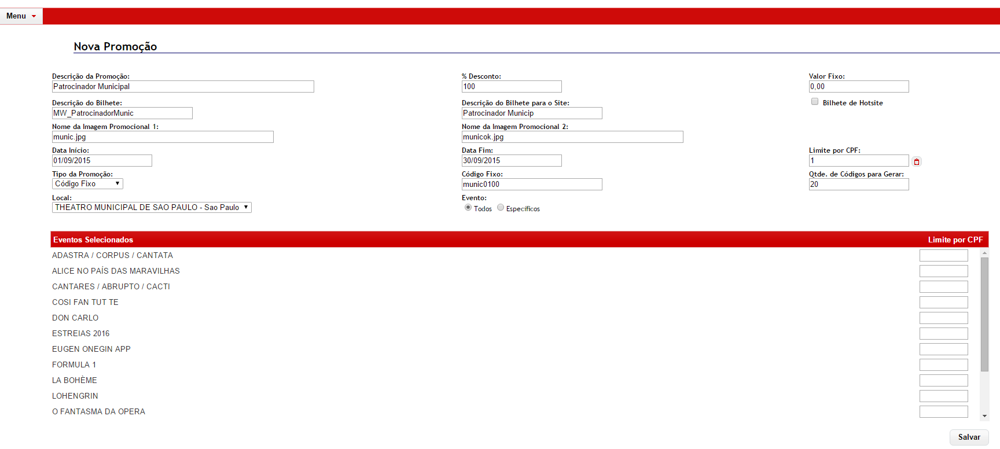 Menu
Nova Promoção
Descrição da Promoção: % Desconto: Valor Fixo:
Patrocinador Municipal 100 0,00
Descrição do Bilhete: Descrição do Bilhete para o Site: Bilhete de Hotsite
MW_PatrocinadorMunic Patrocinador Municip
Nome da Imagem Promocional 1: Nome da Imagem Promocional 2:
munic.jpg municok.jpg
Data Início: Data Fim: Limite por CPF:
01/09/2015 30/09/2015 1
Tipo da Promoção: Código Fixo: Qtde. de Códigos para Gerar:
Código Fixo munic0100 20
Local: Evento:
THEATRO MUNICIPAL DE SAO PAULO - Sao Paulo Todos Específicos
Eventos Selecionados Limite por CPF
ADASTRA / CORPUS / CANTATA
ALICE NO PAÍS DAS MARAVILHAS
CANTARES / ABRUPTO / CACTI
COSI FAN TUT TE
DON CARLO
ESTREIAS 2016
EUGEN ONEGIN APP
FORMULA 1
LA BOHÈME
LOHENGRIN
O FANTASMA DA OPERA
Salvar